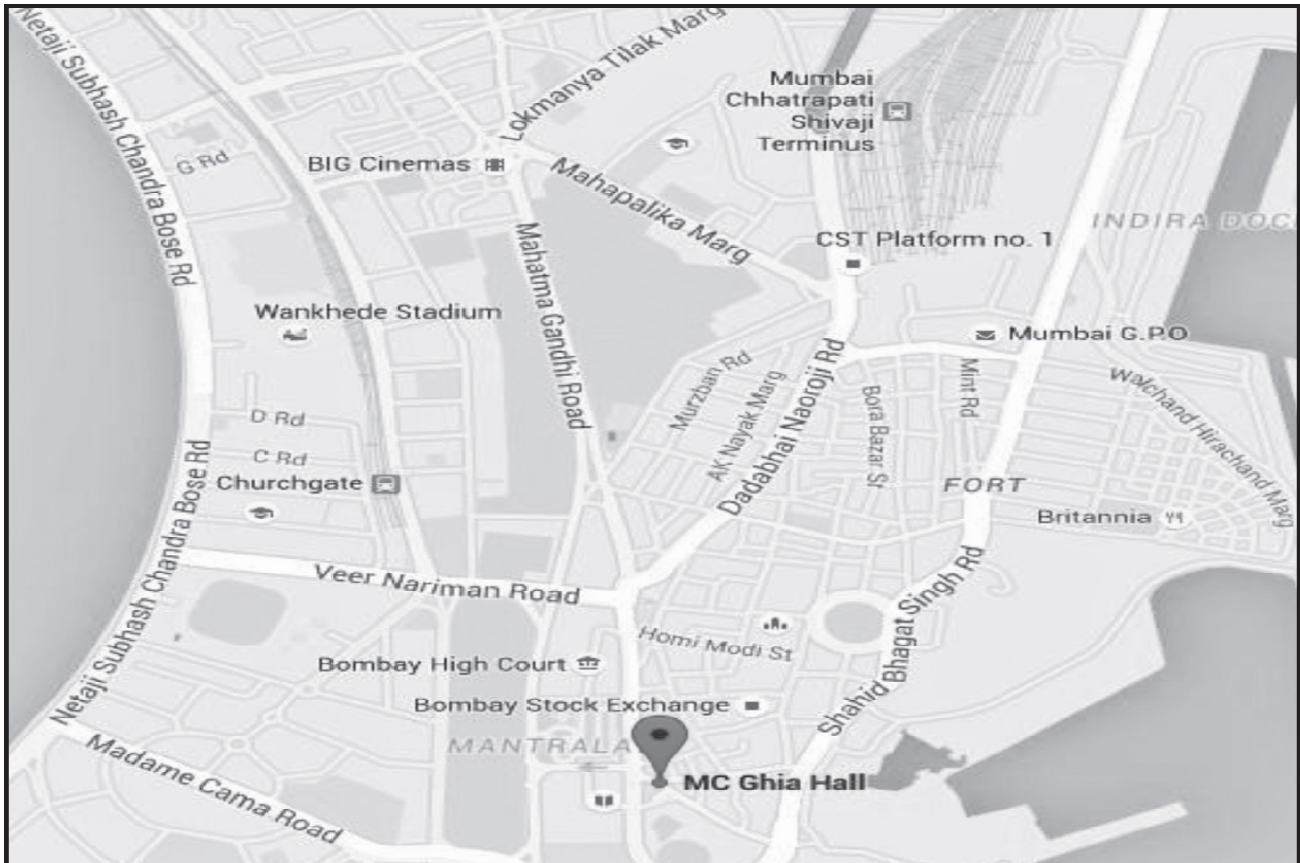 Netaji Subhash Chandra Bose Rd
Lokmanya Tilak Marg
Mumbai
Chhatrapati
Shivaji
Terminus
G Rd
BIG Cinemas
Mahapalika Marg
INDIRA DOC
CST Platform no. 1
Mahatma Gandhi Road
Wankhede Stadium
Mumbai G.P.O
Murzban Rd
AK Nayak Marg
Dadabhai Naoroji Rd
Bora Bazar St
Mint Rd
Walchand Hirachand Marg
D Rd
C Rd
Churchgate
FORT
Britannia
Netaji Subhash Chandra Bose Rd
Veer Nariman Road
Shahid Bhagat Singh Rd
Homi Modi St
Bombay High Court
Bombay Stock Exchange
MANTRALA
MC Ghia Hall
Madame Cama Road